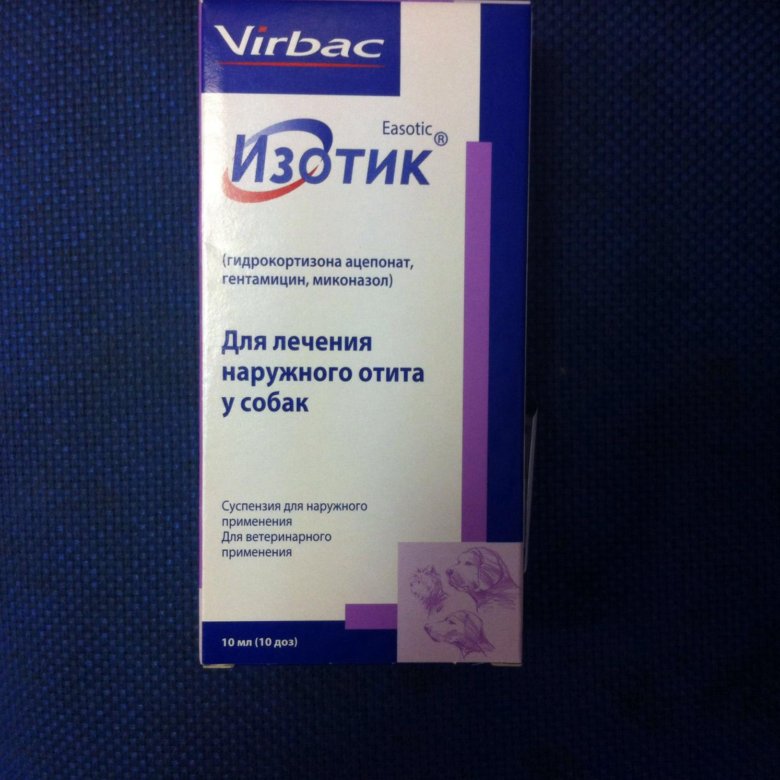 Virbac
Easotic
Изотик®
(гидрокортизона ацепонат,
гентамицин, миконазол)
Для лечения
наружного отита
у собак
Суспензия для наружного
применения
Для ветеринарного
применения
10 мл (10 доз)